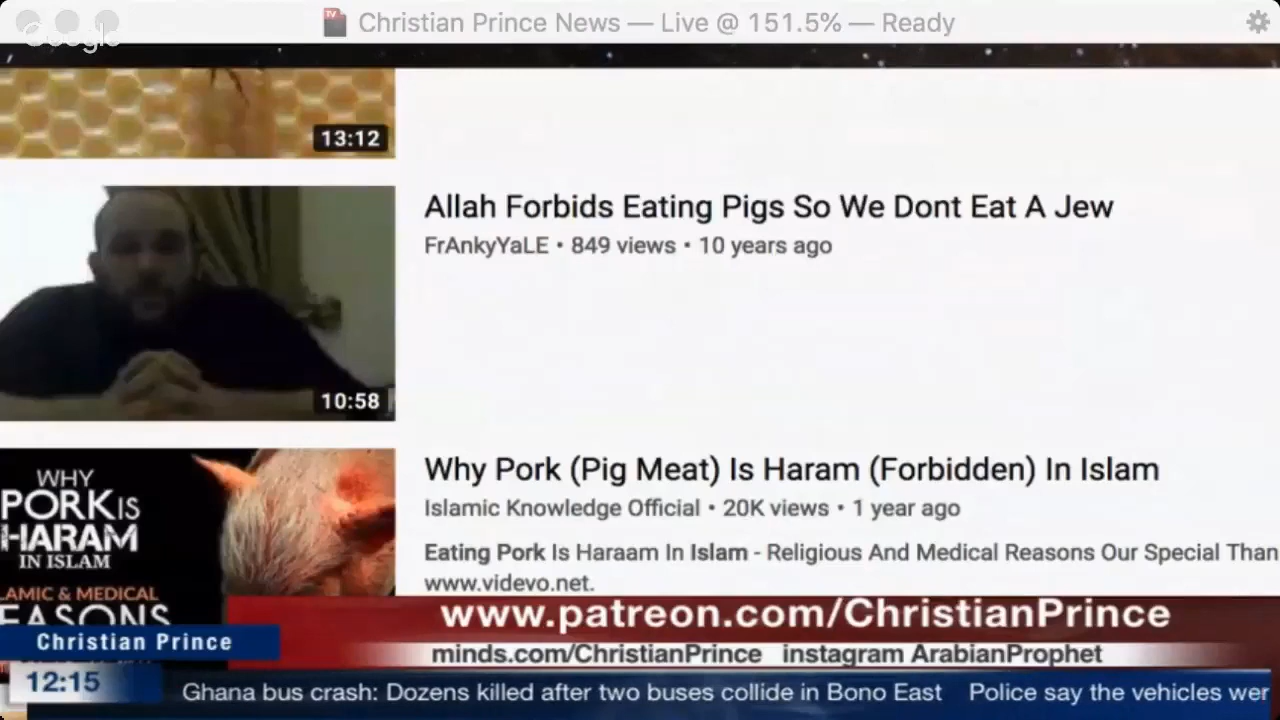 Christian Prince News — Live @ 151.5% — Ready
Google
13:12
Allah Forbids Eating Pigs So We Dont Eat A Jew
FrAnkyYaLE • 849 views • 10 years ago
10:58
Why Pork (Pig Meat) Is Haram (Forbidden) In Islam
Islamic Knowledge Official • 20K views • 1 year ago
Eating Pork Is Haraam In Islam - Religious And Medical Reasons Our Special Than
www.videvo.net.
WHY
PORK IS
HARAM
IN ISLAM
LAMIC & MEDICAL
EASONS
www.patreon.com/ChristianPrince
Christian Prince
minds.com/ChristianPrince instagram ArabianProphet
12:15
Ghana bus crash: Dozens killed after two buses collide in Bono East Police say the vehicles wer